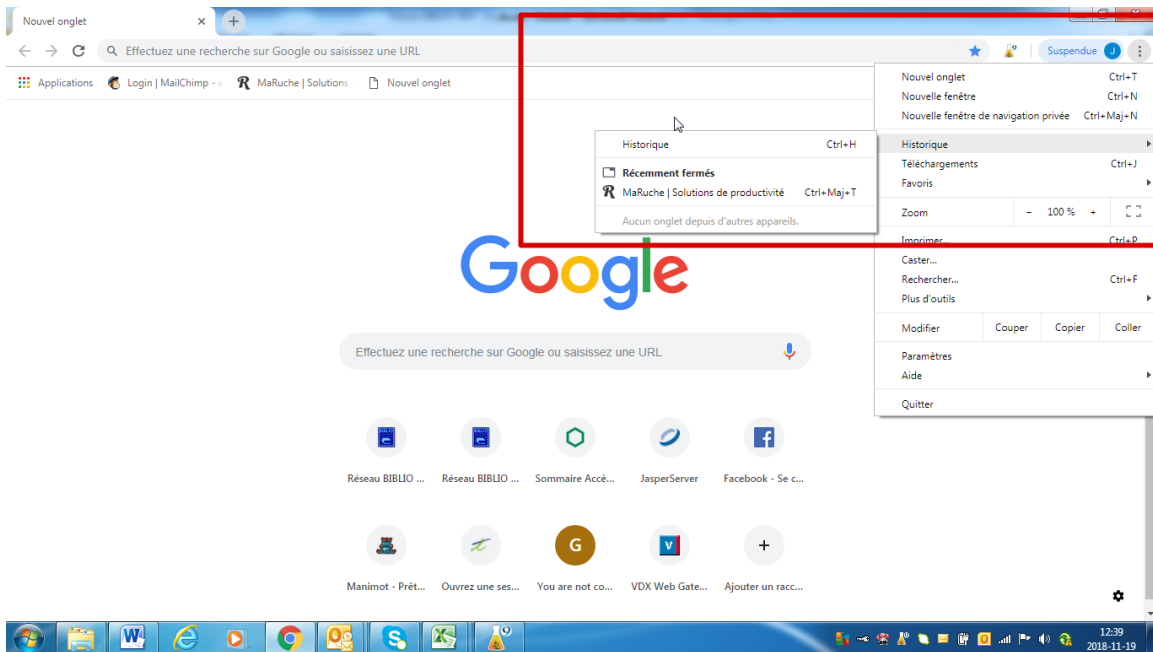 Nouvel onglet
Effectuez une recherche sur Google ou saisissez une URL
Suspendue J
Applications
Login | MailChimp - e
MaRuche | Solutions
Nouvel onglet
Nouvel onglet Ctrl+T
Nouvelle fenêtre Ctrl+N
Nouvelle fenêtre de navigation privée Ctrl+Maj+N
Historique
Téléchargements Ctrl+J
Favoris
Zoom - 100 % +
Imprimer... Ctrl+P
Caster...
Rechercher... Ctrl+F
Plus d'outils
Modifier Couper Copier Coller
Paramètres
Aide
Quitter
Historique Ctrl+H
Récemment fermés
MaRuche | Solutions de productivité Ctrl+Maj+T
Aucun onglet depuis d'autres appareils.
Google
Effectuez une recherche sur Google ou saisissez une URL
Réseau BIBLIO ...
Réseau BIBLIO ...
Sommaire Accè...
JasperServer
Facebook - Se c...
G
Manimot - Prêt...
Ouvrez une ses...
You are not co...
VDX Web Gate...
Ajouter un racc...
12:39
2018-11-19